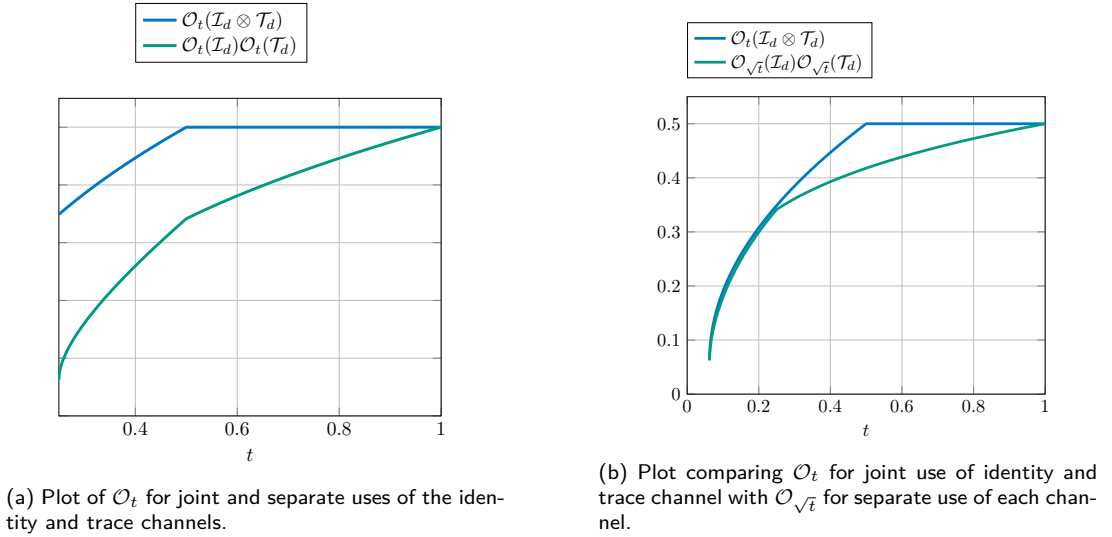 𝒪_t(ℐ_d ⊗ 𝒯_d)
𝒪_t(ℐ_d)𝒪_t(𝒯_d)
0.4 0.6 0.8 1
t
(a) Plot of 𝒪_t for joint and separate uses of the iden-
tity and trace channels.
𝒪_t(ℐ_d ⊗ 𝒯_d)
𝒪_√t(ℐ_d)𝒪_√t(𝒯_d)
0.5
0.4
0.3
0.2
0.1
0
0 0.2 0.4 0.6 0.8 1
t
(b) Plot comparing 𝒪_t for joint use of identity and
trace channel with 𝒪_√t for separate use of each chan-
nel.